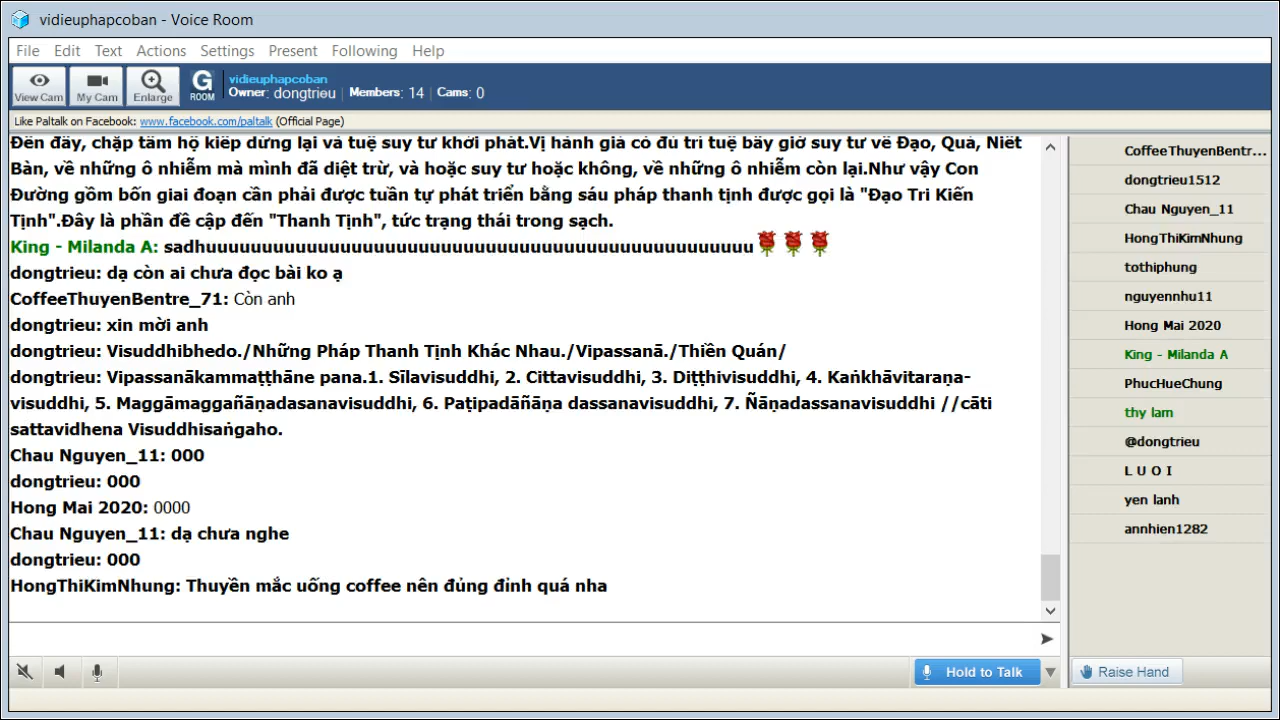 vidieuphapcoban - Voice Room
File Edit Text Actions Settings Present Following Help
View Cam My Cam Enlarge G ROOM vidieuphapcoban
Owner: dongtrieu Members: 14 Cams: 0
Like Paltalk on Facebook: www.facebook.com/paltalk (Official Page)
Đến đây, chặp tâm hộ kiếp dừng lại và tuệ suy tư khởi phát.Vị hành giả có đủ trí tuệ bây giờ suy tư về Đạo, Quả, Niết
Bàn, về những ô nhiễm mà mình đã diệt trừ, và hoặc suy tư hoặc không, về những ô nhiễm còn lại.Như vậy Con
Đường gồm bốn giai đoạn cần phải được tuần tự phát triển bằng sáu pháp thanh tịnh được gọi là "Đạo Tri Kiến
Tịnh".Đây là phần đề cập đến "Thanh Tịnh", tức trạng thái trong sạch.
King - Milanda A: sadhuuuuuuuuuuuuuuuuuuuuuuuuuuuuuuuuuuuuuuuuuuuuuuuuu
dongtrieu: dạ còn ai chưa đọc bài ko ạ
CoffeeThuyenBentre_71: Còn anh
dongtrieu: xin mời anh
dongtrieu: Visuddhibhedo./Những Pháp Thanh Tịnh Khác Nhau./Vipassanā./Thiền Quán/
dongtrieu: Vipassanākammaṭṭhāne pana.1. Sīlavisuddhi, 2. Cittavisuddhi, 3. Diṭṭhivisuddhi, 4. Kaṅkhāvitaraṇa-
visuddhi, 5. Maggāmaggañāṇadasanavisuddhi, 6. Paṭipadāñāṇa dassanavisuddhi, 7. Ñāṇadassanavisuddhi //cāti
sattavidhena Visuddhisaṅgaho.
Chau Nguyen_11: 000
dongtrieu: 000
Hong Mai 2020: 0000
Chau Nguyen_11: dạ chưa nghe
dongtrieu: 000
HongThiKimNhung: Thuyền mắc uống coffee nên đủng đỉnh quá nha
Hold to Talk
CoffeeThuyenBentr...
dongtrieu1512
Chau Nguyen_11
HongThiKimNhung
tothiphung
nguyennhu11
Hong Mai 2020
King - Milanda A
PhucHueChung
thy lam
@dongtrieu
L U O I
yen lanh
annhien1282
Raise Hand